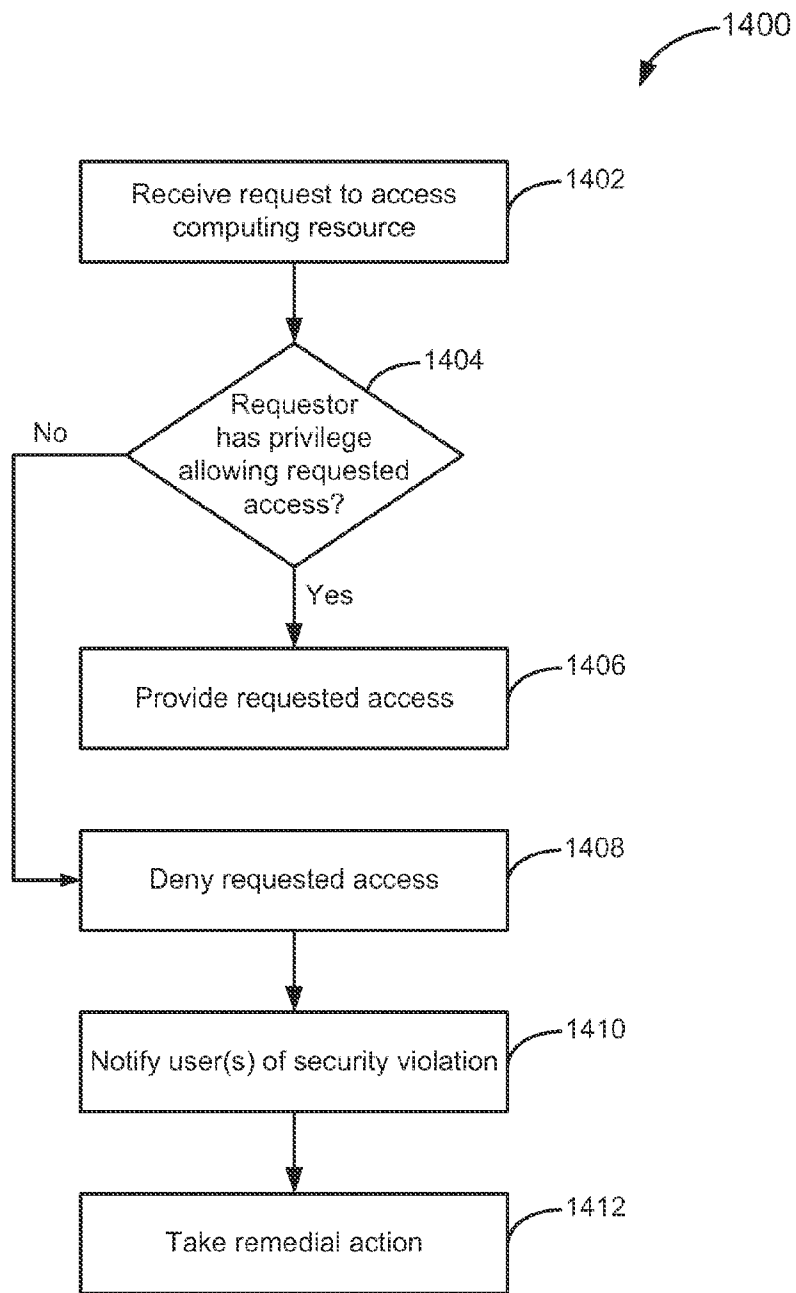 1400
Receive request to access
computing resource
1402
1404
Requestor
has privilege
allowing requested
access?
No
Yes
Provide requested access
1406
Deny requested access
1408
Notify user(s) of security violation
1410
Take remedial action
1412